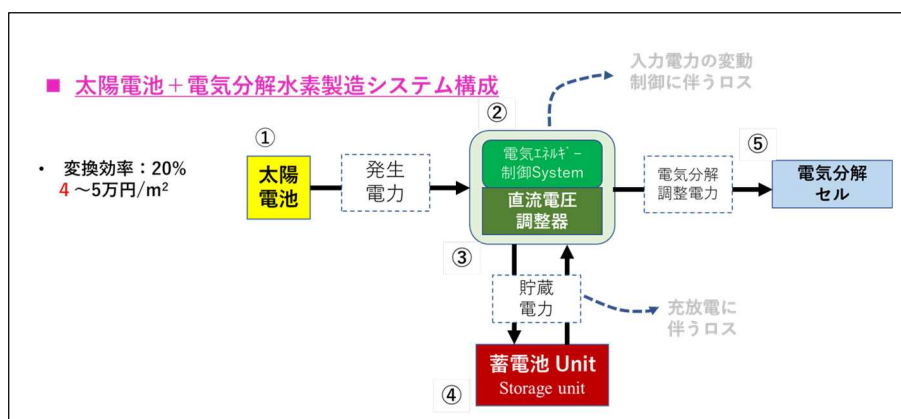 ■ 太陽電池＋電気分解水素製造システム構成
入力電力の変動
制御に伴うロス
①
②
⑤
• 変換効率：20%
4 ～5万円/m²
太陽
電池
発生
電力
電気ｴﾈﾙｷﾞｰ
制御System
直流電圧
調整器
電気分解
調整電力
電気分解
セル
③
貯蔵
電力
充放電に
伴うロス
④
蓄電池 Unit
Storage unit